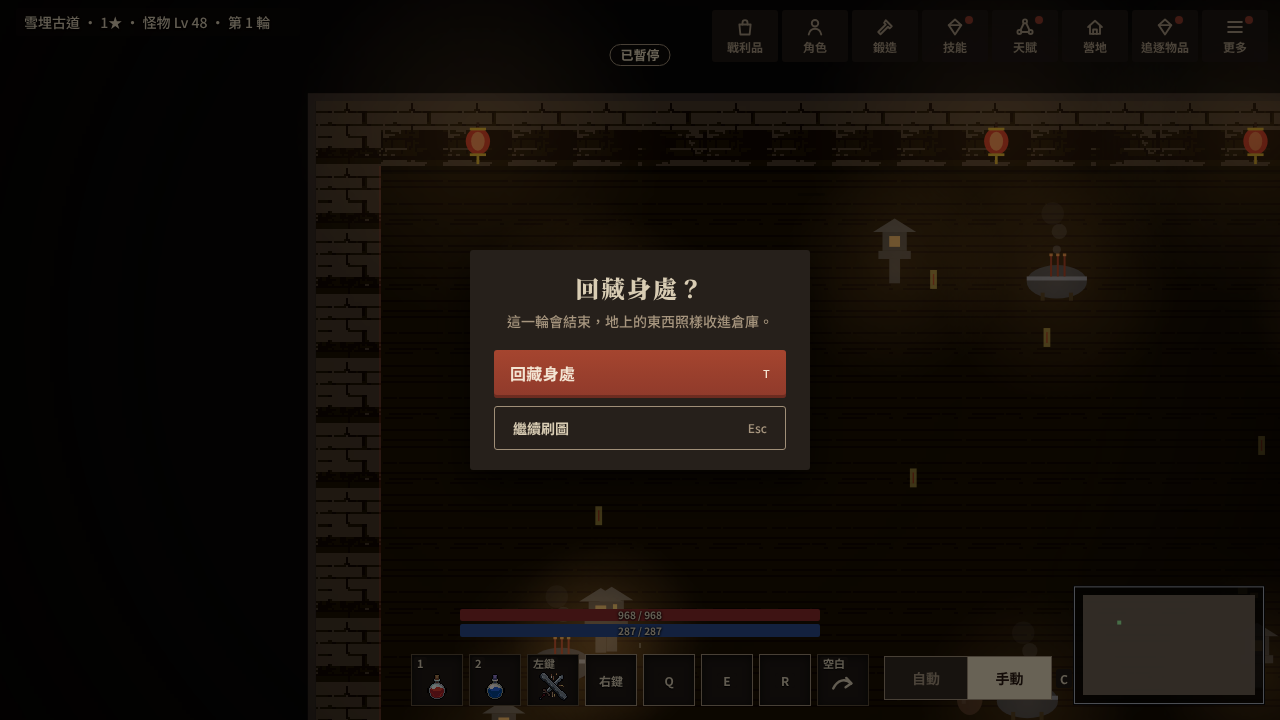 雪埋古道 · 1★ · 怪物 Lv 48 · 第 1 輪
已暫停
戰利品
角色
鍛造
技能
天賦
營地
追逐物品
更多
回藏身處？
這一輪會結束，地上的東西照樣收進倉庫。
回藏身處 T
繼續刷圖 Esc
968 / 968
287 / 287
1
2
左鍵
右鍵
Q
E
R
空白
自動
手動
C